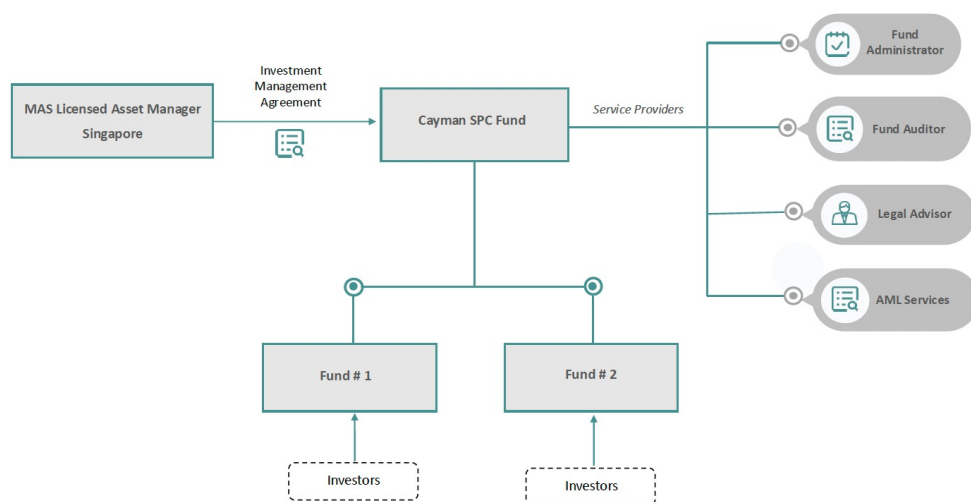 Investment
Management
Agreement
MAS Licensed Asset Manager
Singapore
Cayman SPC Fund
Service Providers
Fund
Administrator
Fund Auditor
Legal Advisor
AML Services
Fund # 1
Fund # 2
Investors
Investors